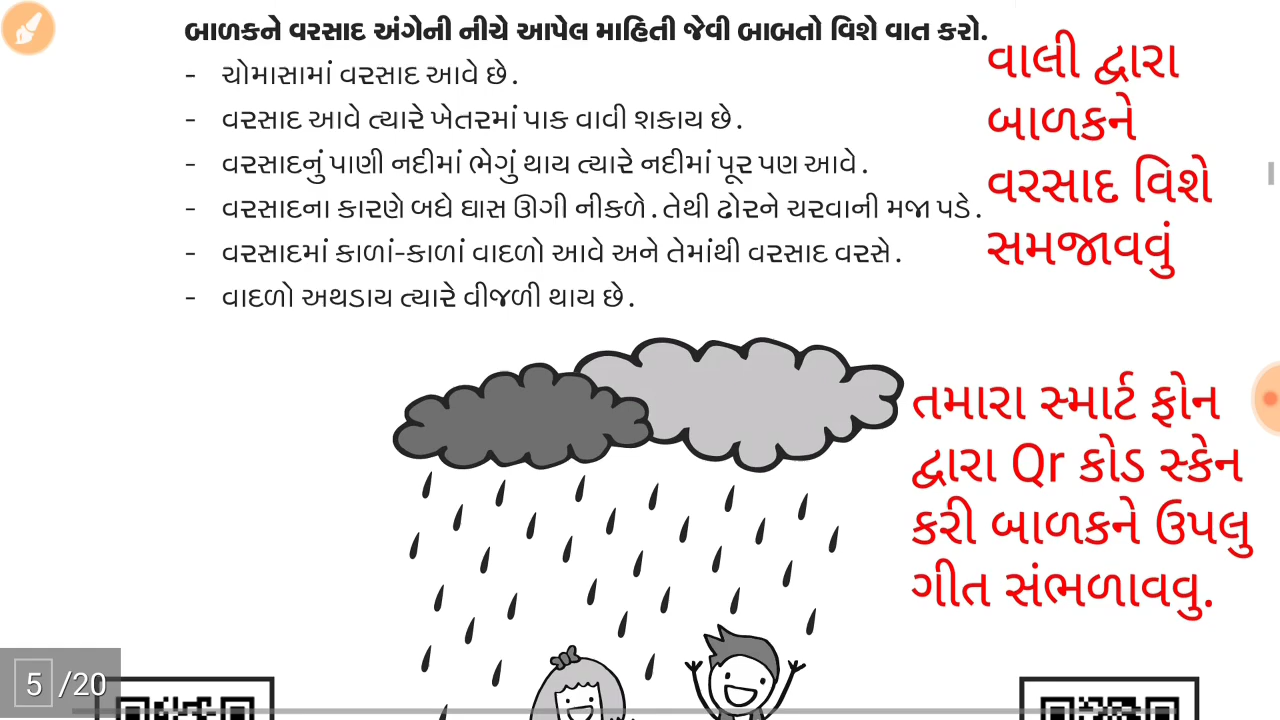 બાળકને વરસાદ અંગેની નીચે આપેલ માહિતી જેવી બાબતો વિશે વાત કરો.
- ચોમાસામાં વરસાદ આવે છે.
- વરસાદ આવે ત્યારે ખેતરમાં પાક વાવી શકાય છે.
- વરસાદનું પાણી નદીમાં ભેગું થાય ત્યારે નદીમાં પૂર પણ આવે.
- વરસાદના કારણે બધે ઘાસ ઊગી નીકળે. તેથી ઢોરને ચરવાની મજા પડે.
- વરસાદમાં કાળાં-કાળાં વાદળો આવે અને તેમાંથી વરસાદ વરસે.
- વાદળો અથડાય ત્યારે વીજળી થાય છે.
વાલી દ્વારા
બાળકને
વરસાદ વિશે
સમજાવવું
તમારા સ્માર્ટ ફોન
દ્વારા Qr કોડ સ્કેન
કરી બાળકને ઉપલુ
ગીત સંભળાવવુ.
5 /20